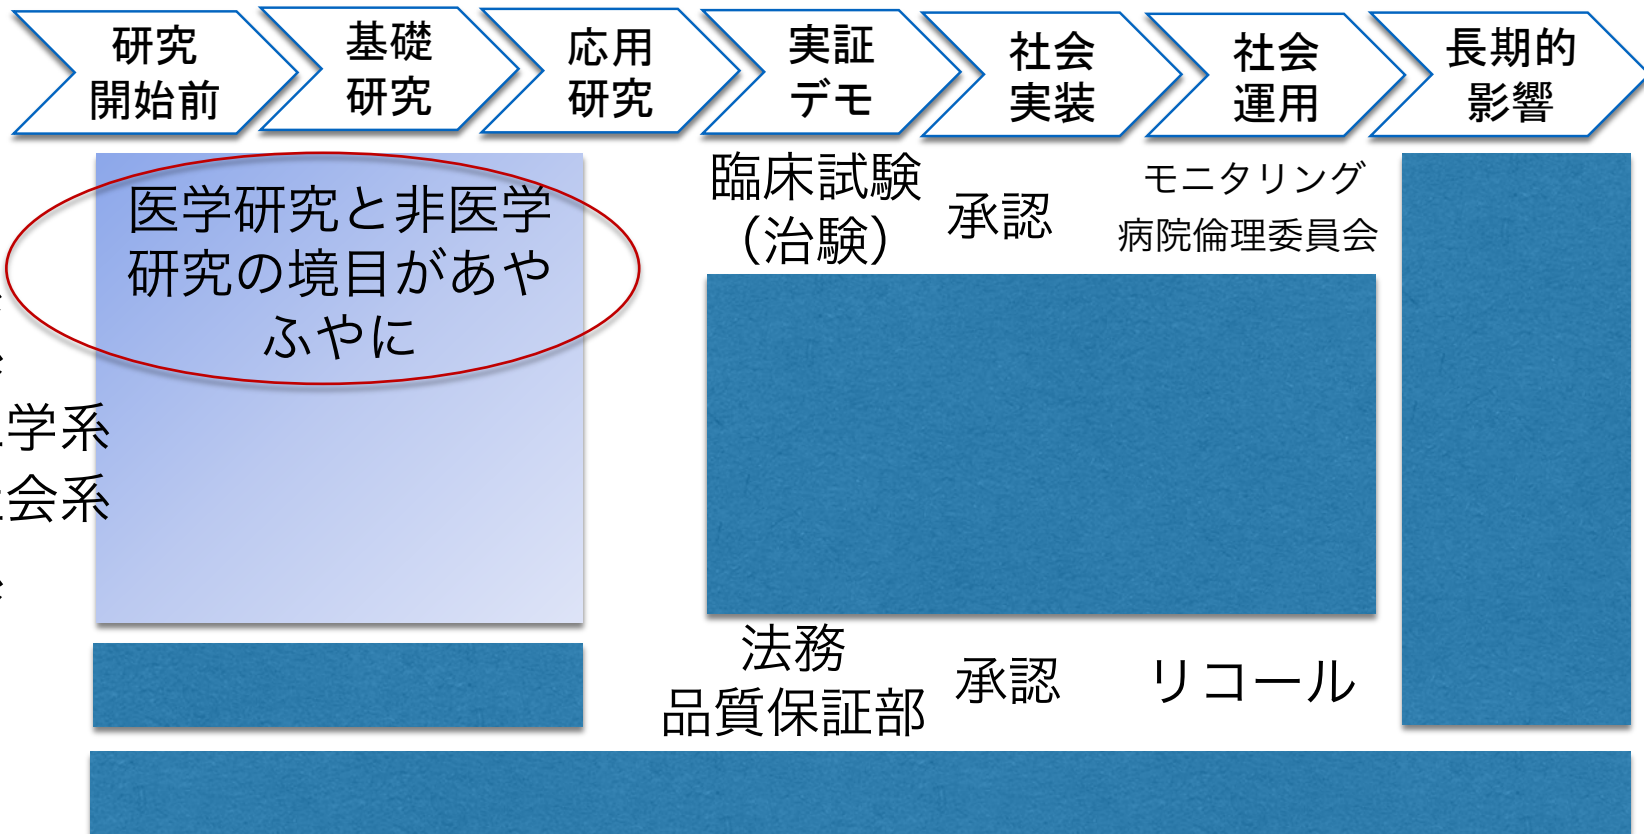 研究
開始前
基礎
研究
応用
研究
実証
デモ
社会
実装
社会
運用
長期的
影響
医学研究と非医学
研究の境目があや
ふやに
臨床試験
（治験）
承認
モニタリング
病院倫理委員会
学系
会系
法務
品質保証部
承認
リコール